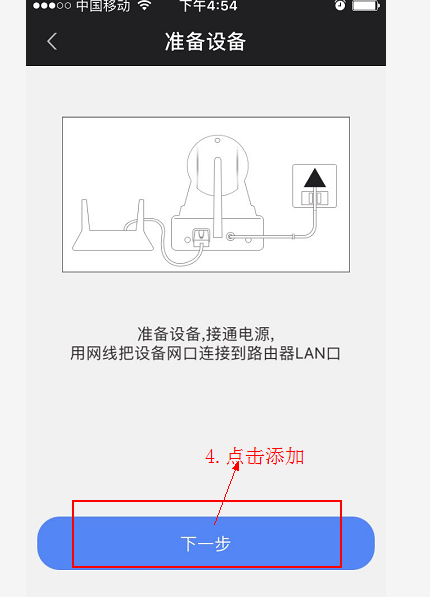 中国移动 下午4:54
准备设备
准备设备,接通电源,
用网线把设备网口连接到路由器LAN口
4. 点击添加
下一步